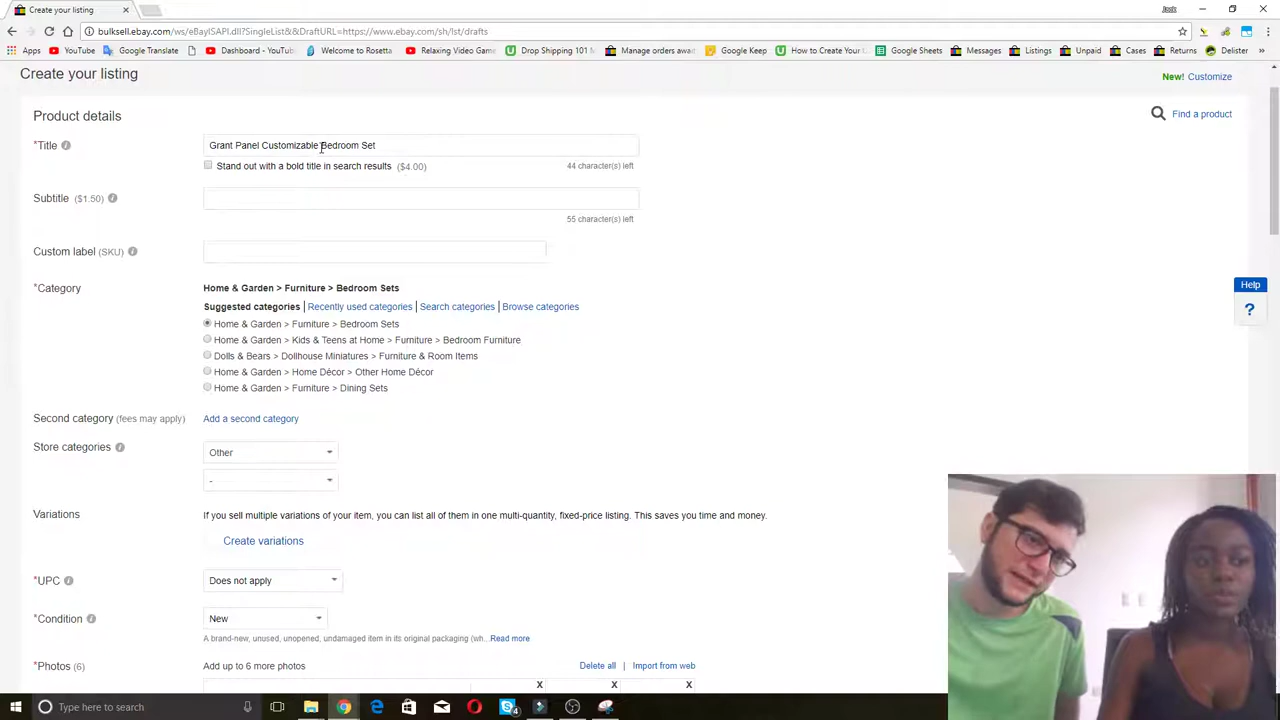 Create your listing
Jesús
bulksell.ebay.com/ws/eBayISAPI.dll?SingleList&&DraftURL=https://www.ebay.com/sh/lst/drafts
Apps YouTube Google Translate Dashboard - YouTub Welcome to Rosetta Relaxing Video Game Drop Shipping 101 How to Create Your D Manage orders await Google Keep Google Sheets Messages Listings Unpaid Cases Returns Delister »
Create your listing
New! Customize
Product details
Find a product
*Title Grant Panel Customizable Bedroom Set
Stand out with a bold title in search results ($4.00) 44 character(s) left
Subtitle ($1.50)
55 character(s) left
Custom label (SKU)
*Category Home & Garden > Furniture > Bedroom Sets
Help
?
Suggested categories | Recently used categories | Search categories | Browse categories
Home & Garden > Furniture > Bedroom Sets
Home & Garden > Kids & Teens at Home > Furniture > Bedroom Furniture
Dolls & Bears > Dollhouse Miniatures > Furniture & Room Items
Home & Garden > Home Décor > Other Home Décor
Home & Garden > Furniture > Dining Sets
Second category (fees may apply) Add a second category
Store categories Other
-
Variations If you sell multiple variations of your item, you can list all of them in one multi-quantity, fixed-price listing. This saves you time and money.
Create variations
*UPC Does not apply
*Condition New
A brand-new, unused, unopened, undamaged item in its original packaging (wh... Read more
*Photos (6) Add up to 6 more photos Delete all | Import from web
X X X
Type here to search